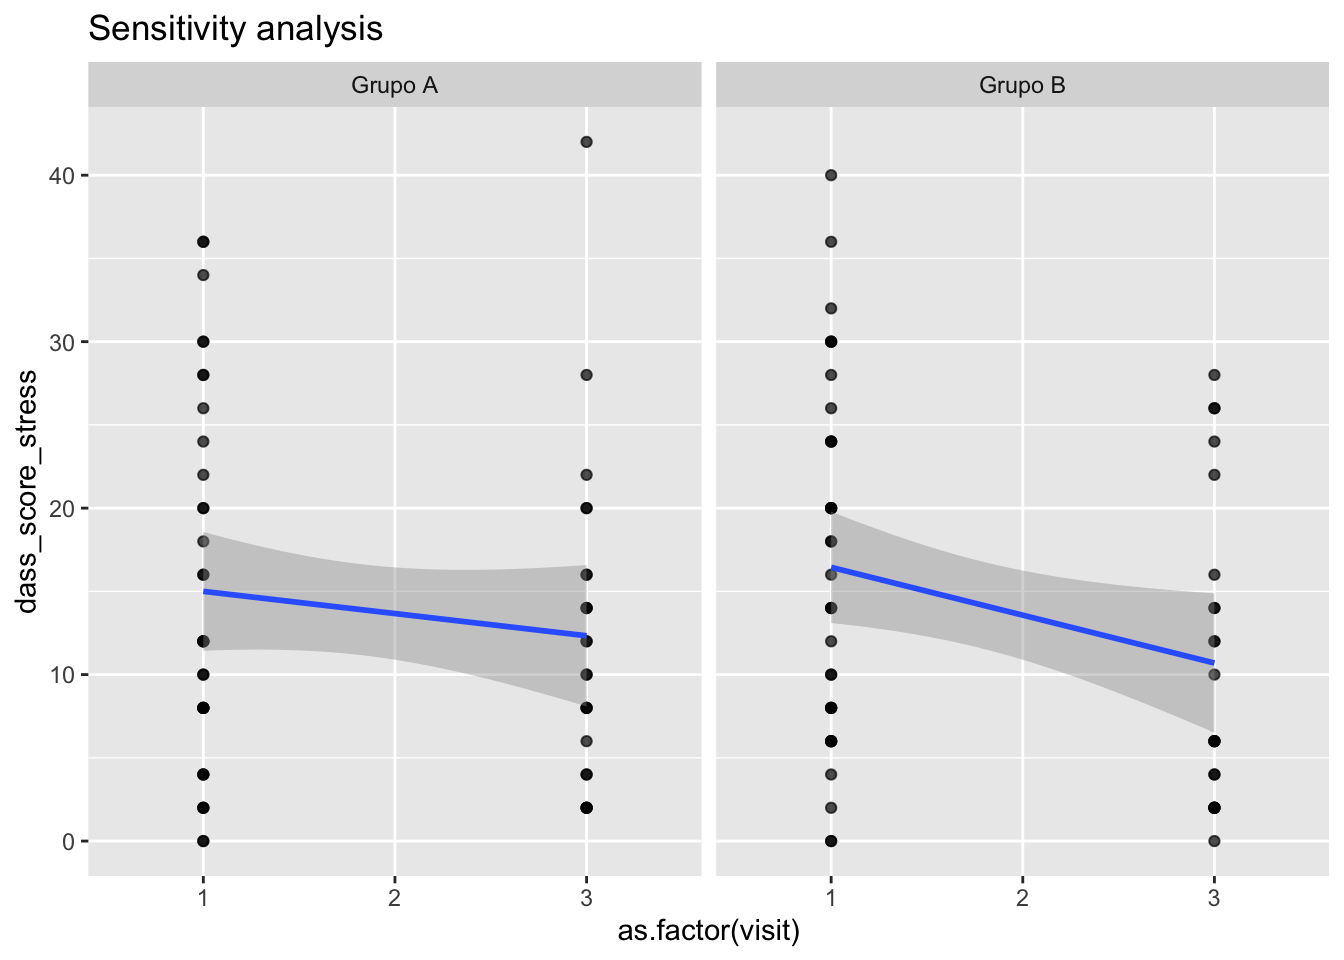 Sensitivity analysis
Grupo A
Grupo B
dass_score_stress
40
30
20
10
0
1 2 3
1 2 3
as.factor(visit)